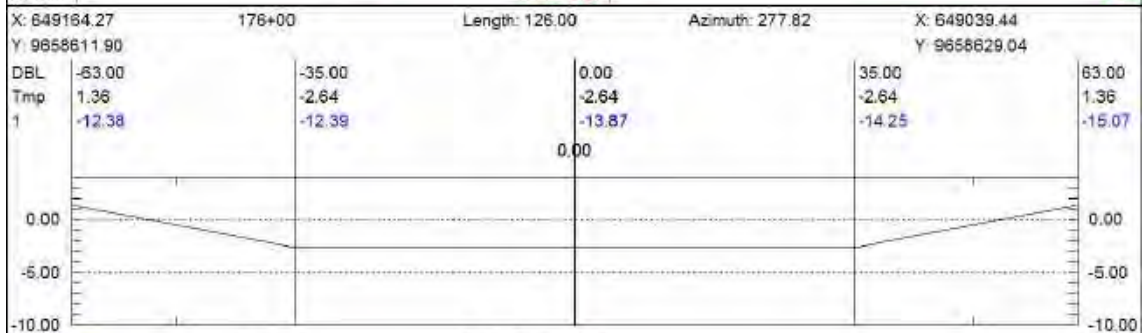 X: 649164.27 176+00 Length: 126.00 Azimuth: 277.82 X: 649039.44
Y: 9658611.90 Y: 9658629.04
DBL -63.00 -35.00 0.00 35.00 63.00
Tmp 1.36 -2.64 -2.64 -2.64 1.36
1 -12.38 -12.39 -13.87 -14.25 -15.07
0.00
0.00 0.00
-5.00 -5.00
-10.00 -10.00